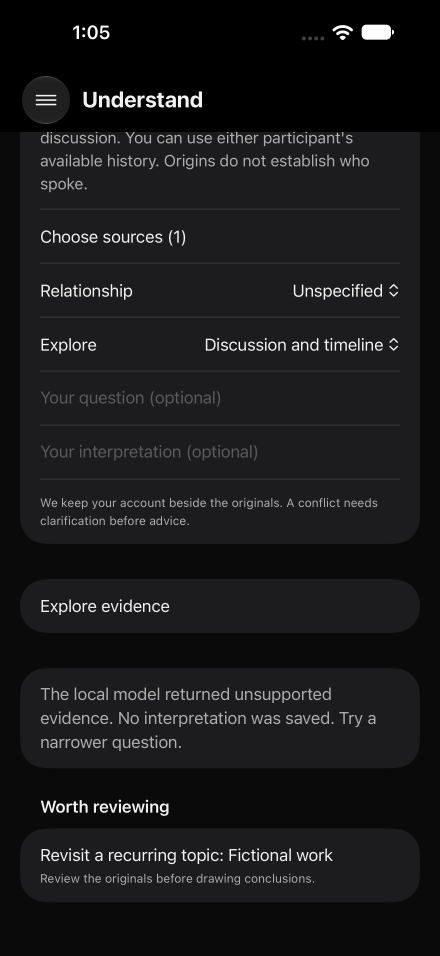 1:05
Understand
discussion. You can use either participant's
available history. Origins do not establish who
spoke.
Choose sources (1)
Relationship Unspecified
Explore Discussion and timeline
Your question (optional)
Your interpretation (optional)
We keep your account beside the originals. A conflict needs
clarification before advice.
Explore evidence
The local model returned unsupported
evidence. No interpretation was saved. Try a
narrower question.
Worth reviewing
Revisit a recurring topic: Fictional work
Review the originals before drawing conclusions.